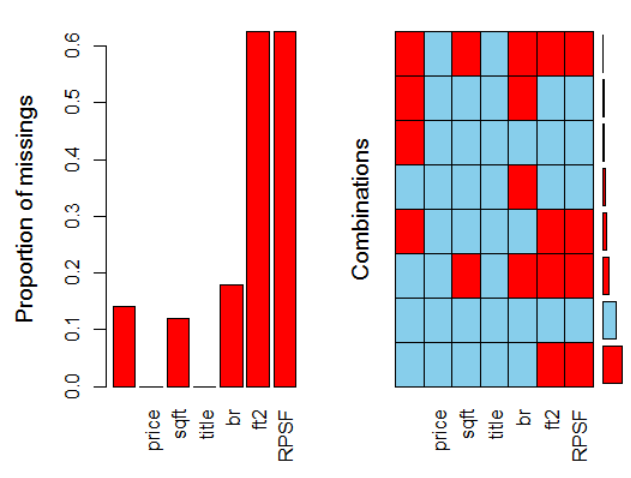 Proportion of missings
0.6
0.5
0.4
0.3
0.2
0.1
0.0
price
sqft
title
br
ft2
RPSF
Combinations
price
sqft
title
br
ft2
RPSF